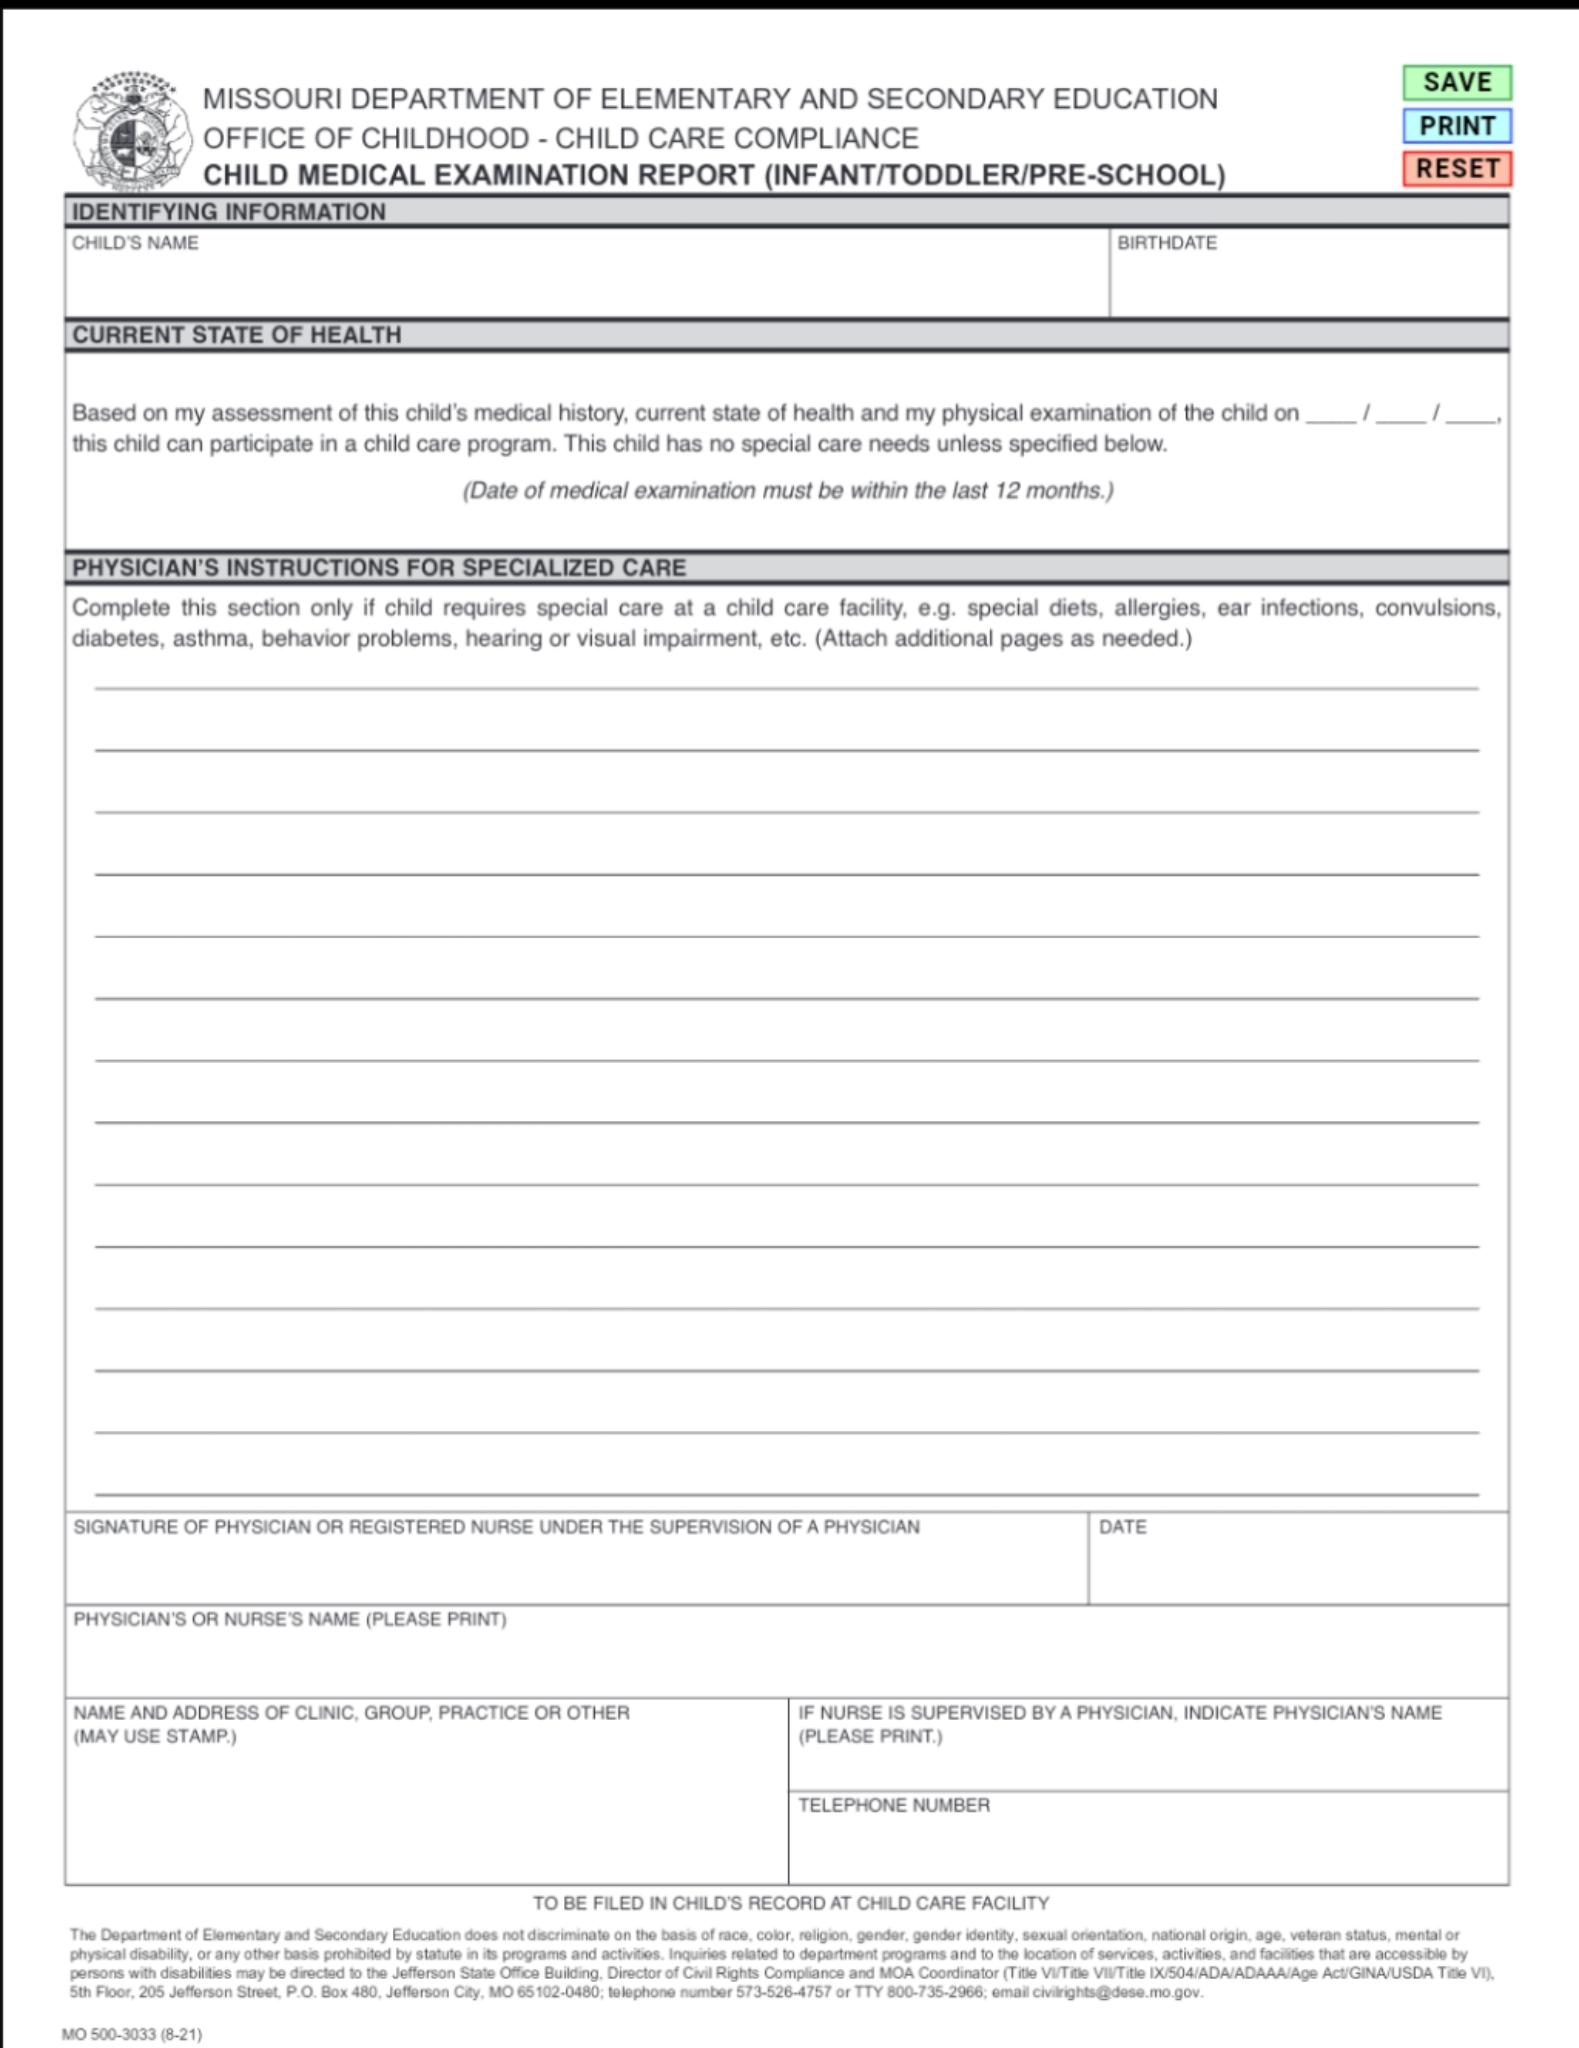 MISSOURI DEPARTMENT OF ELEMENTARY AND SECONDARY EDUCATION
OFFICE OF CHILDHOOD - CHILD CARE COMPLIANCE
CHILD MEDICAL EXAMINATION REPORT (INFANT/TODDLER/PRE-SCHOOL)
SAVE
PRINT
RESET
IDENTIFYING INFORMATION
CHILD'S NAME
BIRTHDATE
CURRENT STATE OF HEALTH
Based on my assessment of this child's medical history, current state of health and my physical examination of the child on ____ / ____ / ____,
this child can participate in a child care program. This child has no special care needs unless specified below.
(Date of medical examination must be within the last 12 months.)
PHYSICIAN'S INSTRUCTIONS FOR SPECIALIZED CARE
Complete this section only if child requires special care at a child care facility, e.g. special diets, allergies, ear infections, convulsions,
diabetes, asthma, behavior problems, hearing or visual impairment, etc. (Attach additional pages as needed.)
SIGNATURE OF PHYSICIAN OR REGISTERED NURSE UNDER THE SUPERVISION OF A PHYSICIAN
DATE
PHYSICIAN'S OR NURSE'S NAME (PLEASE PRINT)
NAME AND ADDRESS OF CLINIC, GROUP, PRACTICE OR OTHER
(MAY USE STAMP.)
IF NURSE IS SUPERVISED BY A PHYSICIAN, INDICATE PHYSICIAN'S NAME
(PLEASE PRINT.)
TELEPHONE NUMBER
TO BE FILED IN CHILD'S RECORD AT CHILD CARE FACILITY
The Department of Elementary and Secondary Education does not discriminate on the basis of race, color, religion, gender, gender identity, sexual orientation, national origin, age, veteran status, mental or
physical disability, or any other basis prohibited by statute in its programs and activities. Inquiries related to department programs and to the location of services, activities, and facilities that are accessible by
persons with disabilities may be directed to the Jefferson State Office Building, Director of Civil Rights Compliance and MOA Coordinator (Title VI/Title VII/Title IX/504/ADA/ADAAA/Age Act/GINA/USDA Title VI),
5th Floor, 205 Jefferson Street, P.O. Box 480, Jefferson City, MO 65102-0480; telephone number 573-526-4757 or TTY 800-735-2966; email civilrights@dese.mo.gov.
MO 500-3033 (8-21)